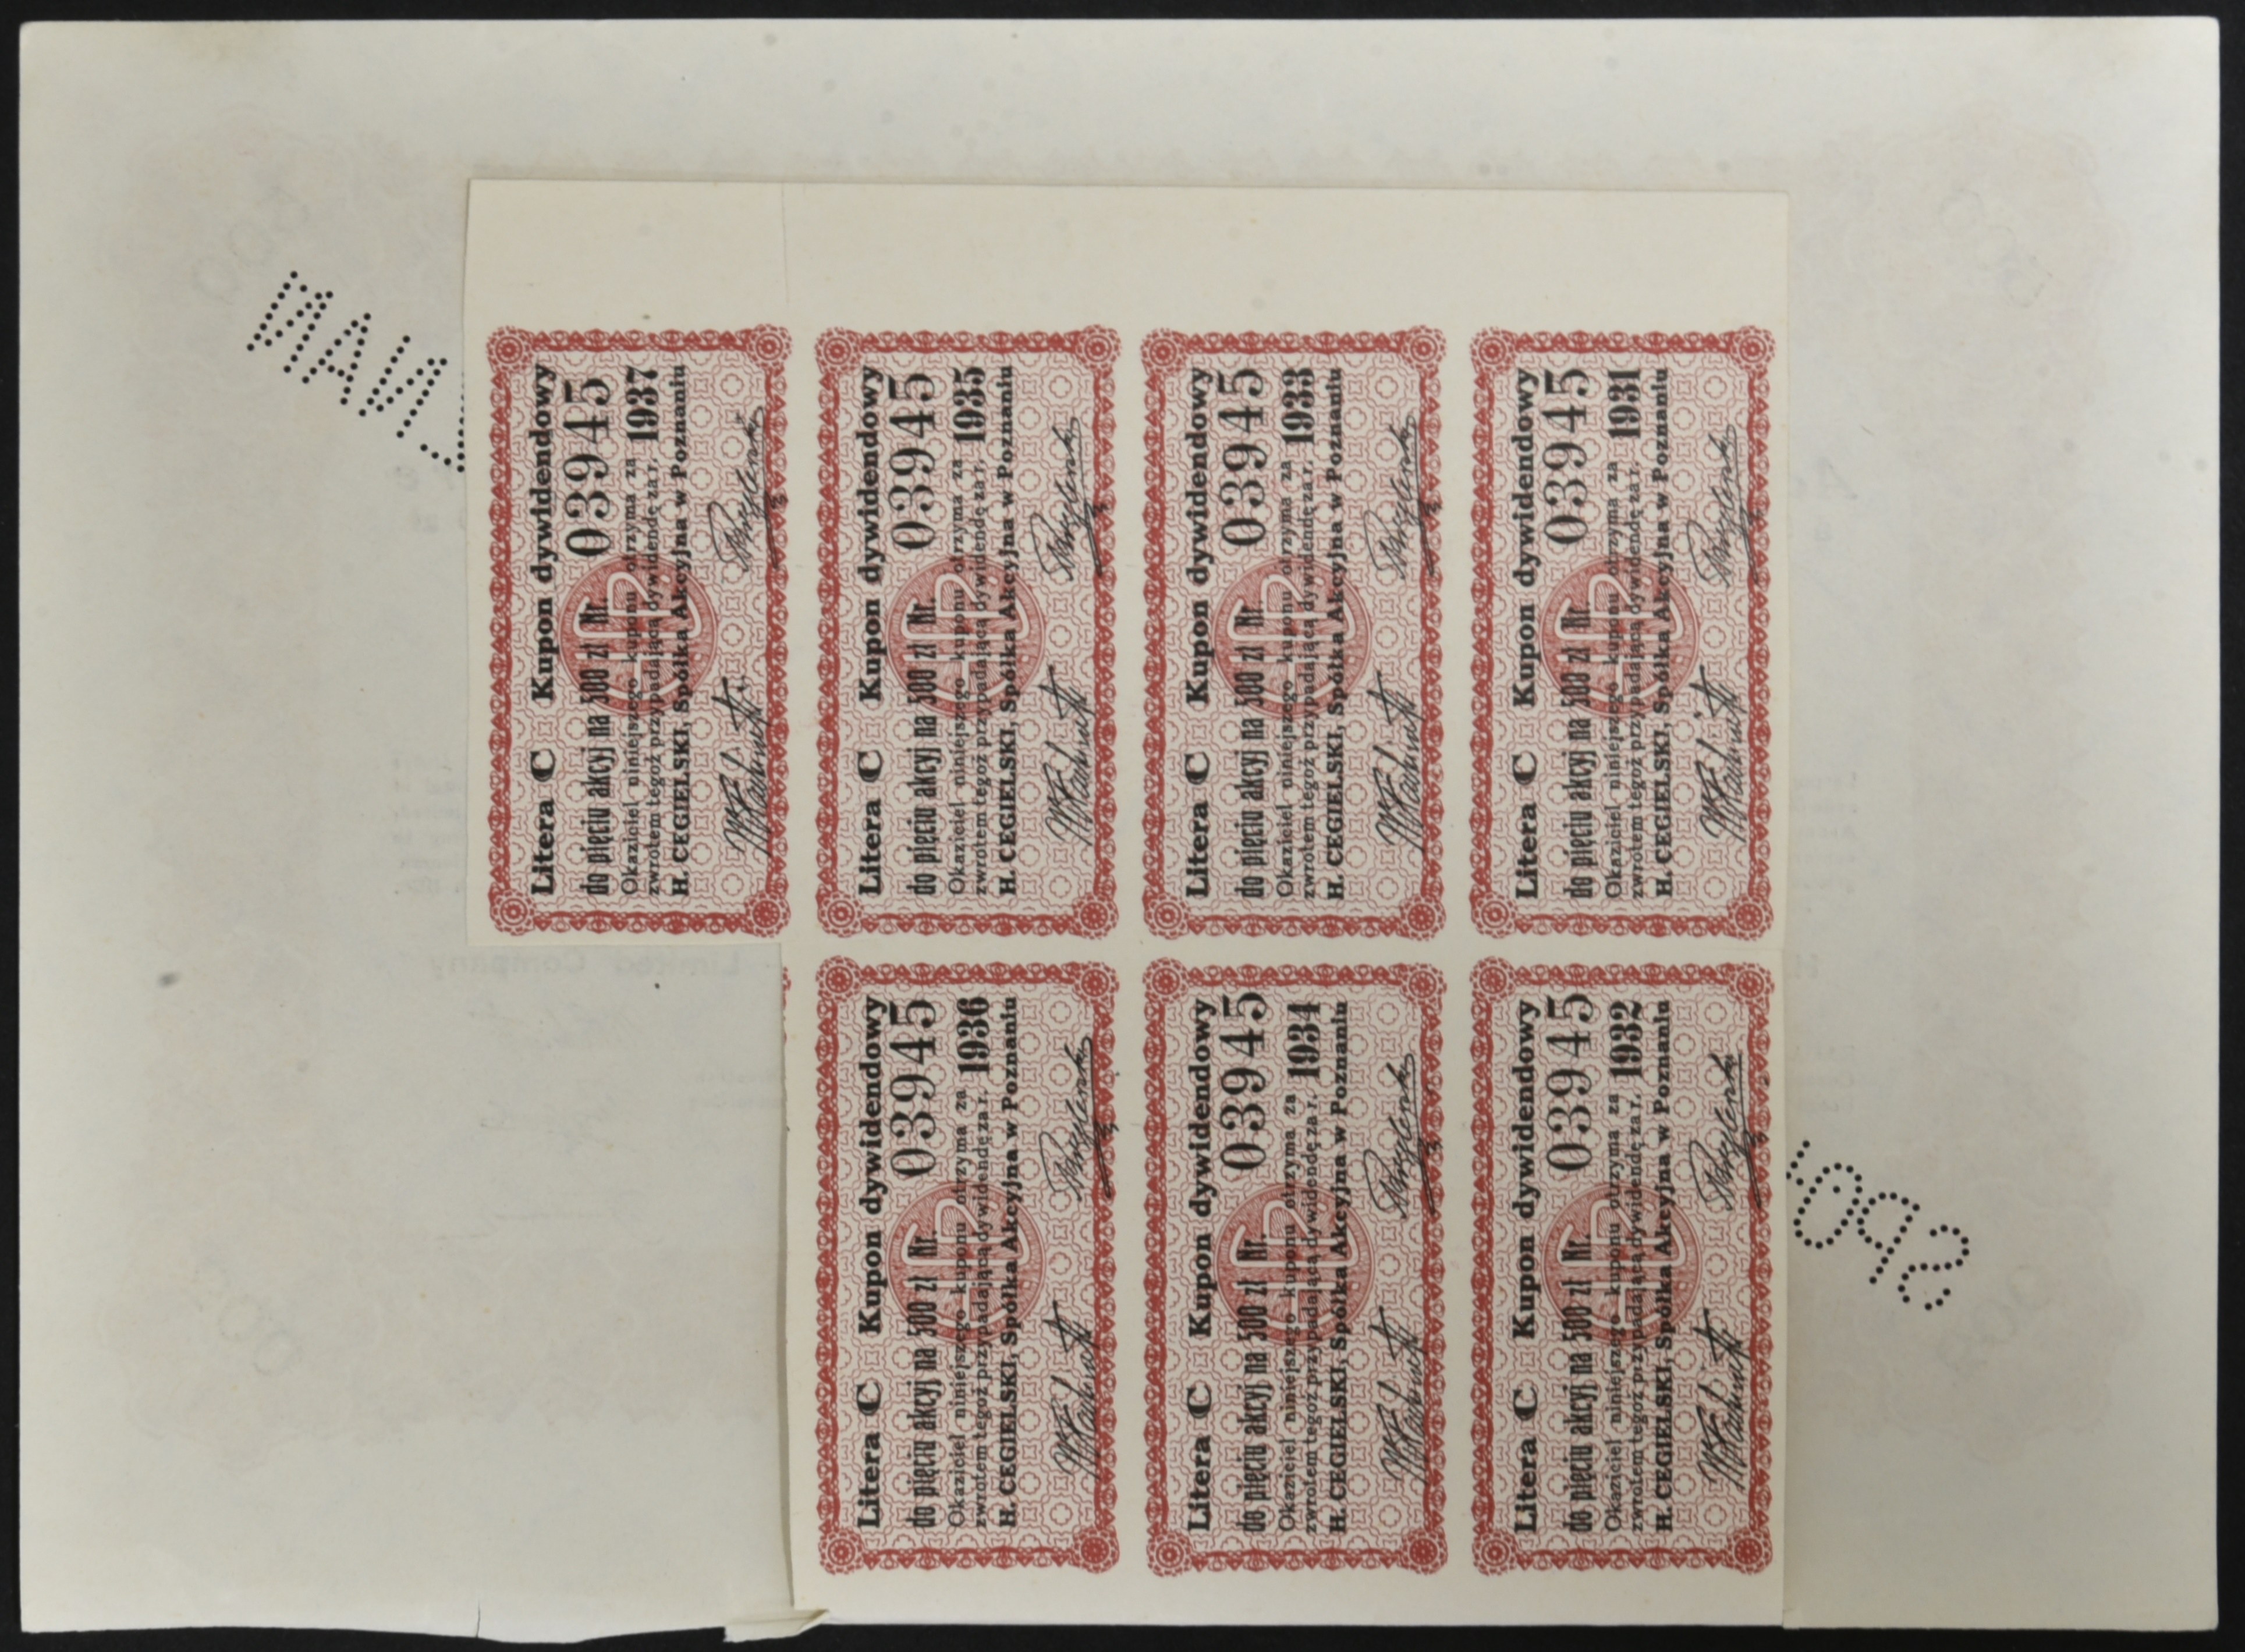 Litera C Kupon dywidendowy
do pięciu akcyj na 500 zł Nr. 03945
Okaziciel niniejszego kuponu otrzyma za
zwrotem tegoż przypadającą dywidendę za r. 1937
H. CEGIELSKI, Spółka Akcyjna w Poznaniu
Litera C Kupon dywidendowy
do pięciu akcyj na 500 zł Nr. 03945
Okaziciel niniejszego kuponu otrzyma za
zwrotem tegoż przypadającą dywidendę za r. 1936
H. CEGIELSKI, Spółka Akcyjna w Poznaniu
Litera C Kupon dywidendowy
do pięciu akcyj na 500 zł Nr. 03945
Okaziciel niniejszego kuponu otrzyma za
zwrotem tegoż przypadającą dywidendę za r. 1935
H. CEGIELSKI, Spółka Akcyjna w Poznaniu
Litera C Kupon dywidendowy
do pięciu akcyj na 500 zł Nr. 03945
Okaziciel niniejszego kuponu otrzyma za
zwrotem tegoż przypadającą dywidendę za r. 1934
H. CEGIELSKI, Spółka Akcyjna w Poznaniu
Litera C Kupon dywidendowy
do pięciu akcyj na 500 zł Nr. 03945
Okaziciel niniejszego kuponu otrzyma za
zwrotem tegoż przypadającą dywidendę za r. 1933
H. CEGIELSKI, Spółka Akcyjna w Poznaniu
Litera C Kupon dywidendowy
do pięciu akcyj na 500 zł Nr. 03945
Okaziciel niniejszego kuponu otrzyma za
zwrotem tegoż przypadającą dywidendę za r. 1932
H. CEGIELSKI, Spółka Akcyjna w Poznaniu
Litera C Kupon dywidendowy
do pięciu akcyj na 500 zł Nr. 03945
Okaziciel niniejszego kuponu otrzyma za
zwrotem tegoż przypadającą dywidendę za r. 1931
H. CEGIELSKI, Spółka Akcyjna w Poznaniu
Limited Company